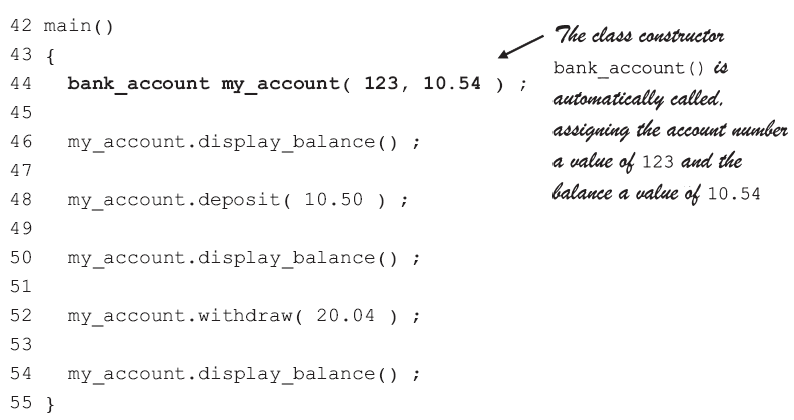 42 main()
43 {
44   bank_account my_account( 123, 10.54 ) ;
45
46   my_account.display_balance() ;
47
48   my_account.deposit( 10.50 ) ;
49
50   my_account.display_balance() ;
51
52   my_account.withdraw( 20.04 ) ;
53
54   my_account.display_balance() ;
55 }
The class constructor
bank_account() is
automatically called,
assigning the account number
a value of 123 and the
balance a value of 10.54